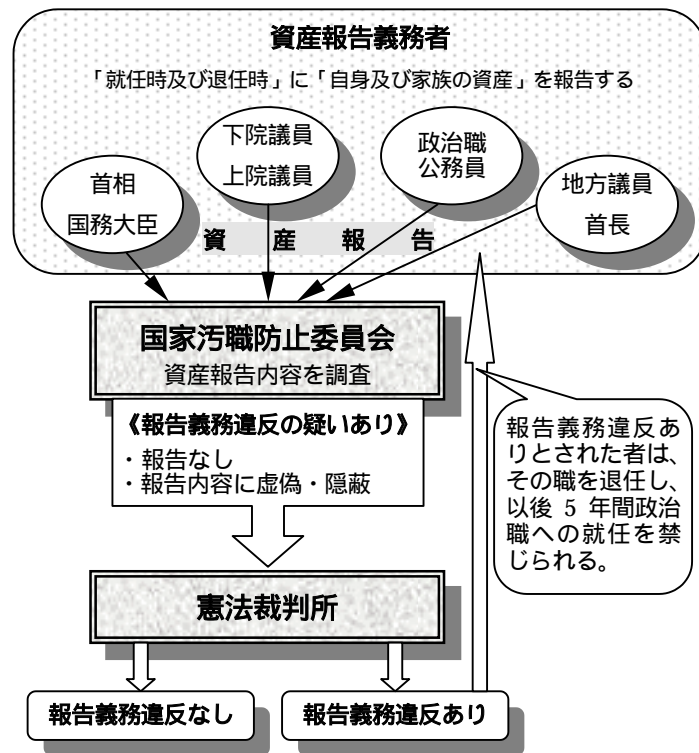 資産報告義務者
「就任時及び退任時」に「自身及び家族の資産」を報告する
首相
国務大臣
下院議員
上院議員
政治職
公務員
地方議員
首長
資産報告
国家汚職防止委員会
資産報告内容を調査
《報告義務違反の疑いあり》
・報告なし
・報告内容に虚偽・隠蔽
報告義務違反あ
りとされた者は、
その職を退任し、
以後 5 年間政治
職への就任を禁
じられる。
憲法裁判所
報告義務違反なし
報告義務違反あり